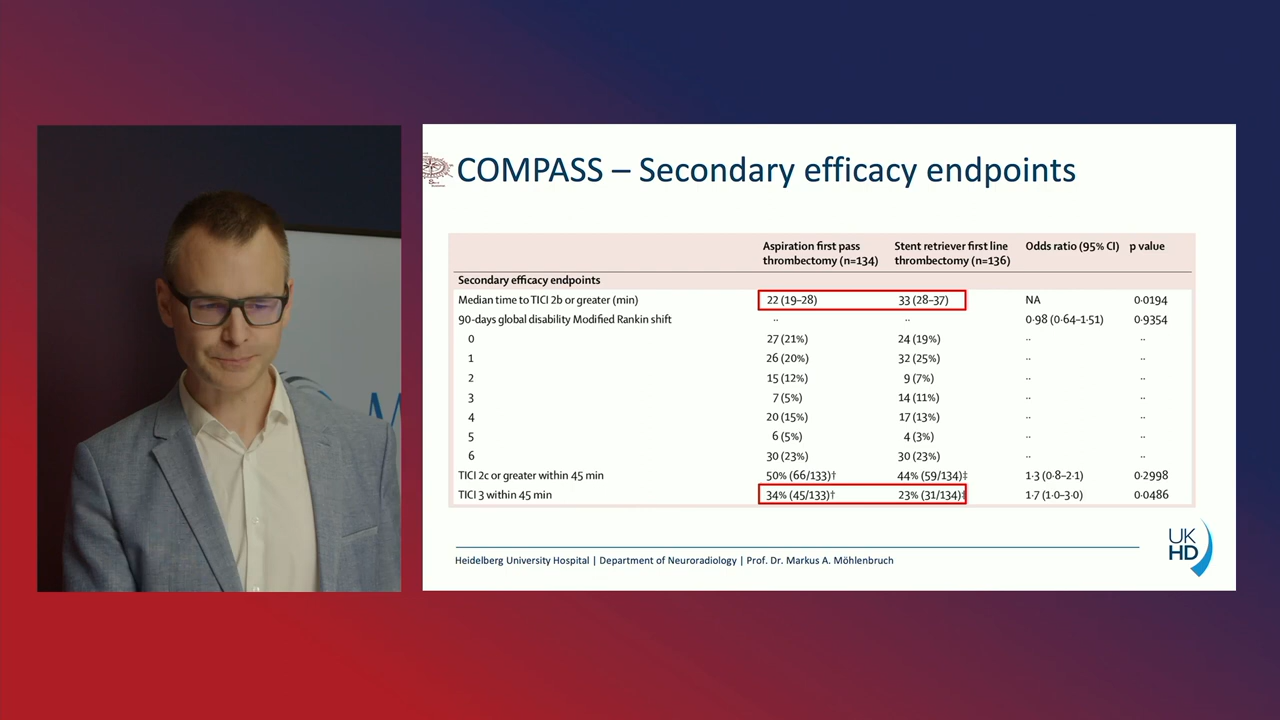 COMPASS – Secondary efficacy endpoints
Aspiration first pass thrombectomy (n=134) Stent retriever first line thrombectomy (n=136) Odds ratio (95% CI) p value
Secondary efficacy endpoints
Median time to TICI 2b or greater (min) 22 (19–28) 33 (28–37) NA 0·0194
90-days global disability Modified Rankin shift ·· ·· 0·98 (0·64–1·51) 0·9354
0 27 (21%) 24 (19%) ·· ··
1 26 (20%) 32 (25%) ·· ··
2 15 (12%) 9 (7%) ·· ··
3 7 (5%) 14 (11%) ·· ··
4 20 (15%) 17 (13%) ·· ··
5 6 (5%) 4 (3%) ·· ··
6 30 (23%) 30 (23%) ·· ··
TICI 2c or greater within 45 min 50% (66/133)† 44% (59/134)‡ 1·3 (0·8–2·1) 0·2998
TICI 3 within 45 min 34% (45/133)† 23% (31/134)‡ 1·7 (1·0–3·0) 0·0486
Heidelberg University Hospital | Department of Neuroradiology | Prof. Dr. Markus A. Möhlenbruch
UK
HD